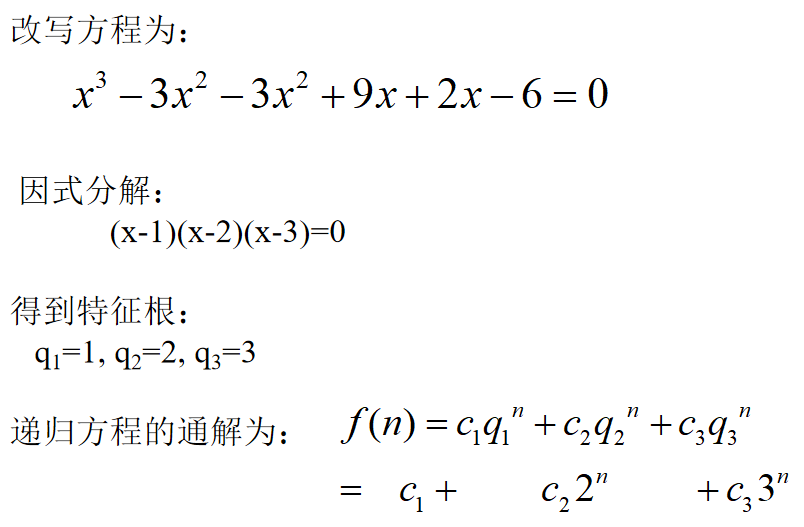 改写方程为：
x³ − 3x² − 3x² + 9x + 2x − 6 = 0
因式分解：
(x-1)(x-2)(x-3)=0
得到特征根：
q₁=1, q₂=2, q₃=3
递归方程的通解为： f(n) = c₁q₁ⁿ + c₂q₂ⁿ + c₃q₃ⁿ
= c₁ + c₂2ⁿ + c₃3ⁿ